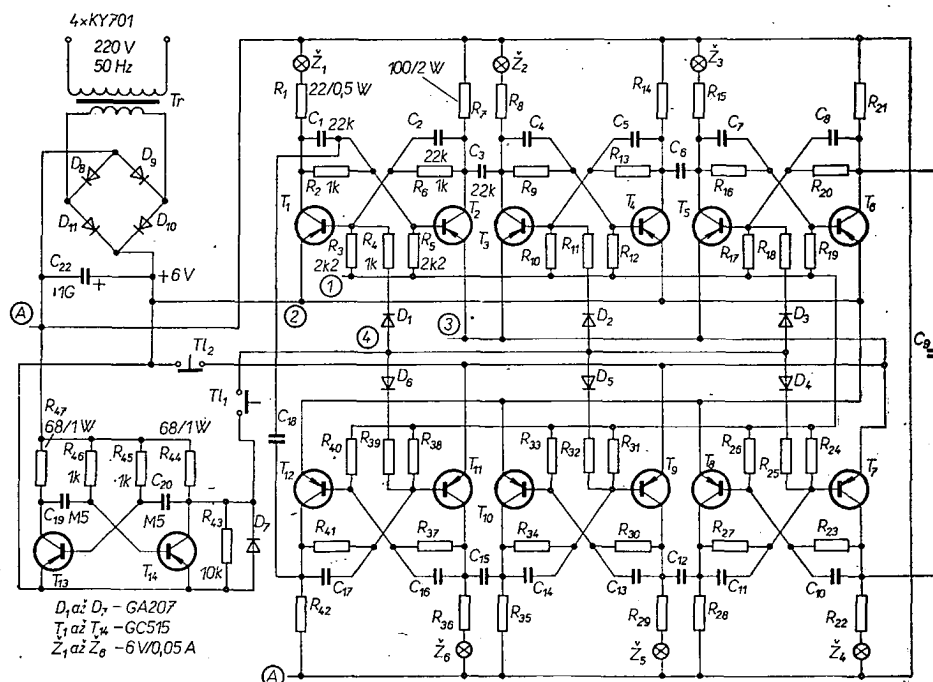 4×KY701
220 V
50 Hz
Tr
D8
D9
D11
D10
C22
1G
+
+6V
A
Tl2
Tl1
R47
68/1W
R46
1k
R45
1k
68/1W
R44
C19
M5
C20
M5
R43
10k
D7
T13
T14
D1 až D7 – GA207
T1 až T14 – GC515
Ž1 až Ž6 – 6V/0,05 A
Ž1
R1
22/0,5 W
C1
22k
C2
22k
R2 1k
R6 1k
100/2 W
R7
C3
22k
T1
T2
R3
2k2
R4
1k
R5
2k2
1
2
3
4
Ž2
R8
C4
C5
R14
R9
R13
C6
T3
T4
R10
R11
R12
Ž3
R15
C7
C8
R21
R16
R20
T5
T6
R17
R18
R19
D1
D2
D3
D6
D5
D4
C9
C18
R40
R39
R38
T12
T11
R41
R37
C17
C16
C15
R42
R36
Ž6
R33
R32
R31
T10
T9
R34
R30
C14
C13
C12
R35
R29
Ž5
R26
R25
R24
T8
T7
R27
R23
C11
C10
R28
R22
Ž4
A